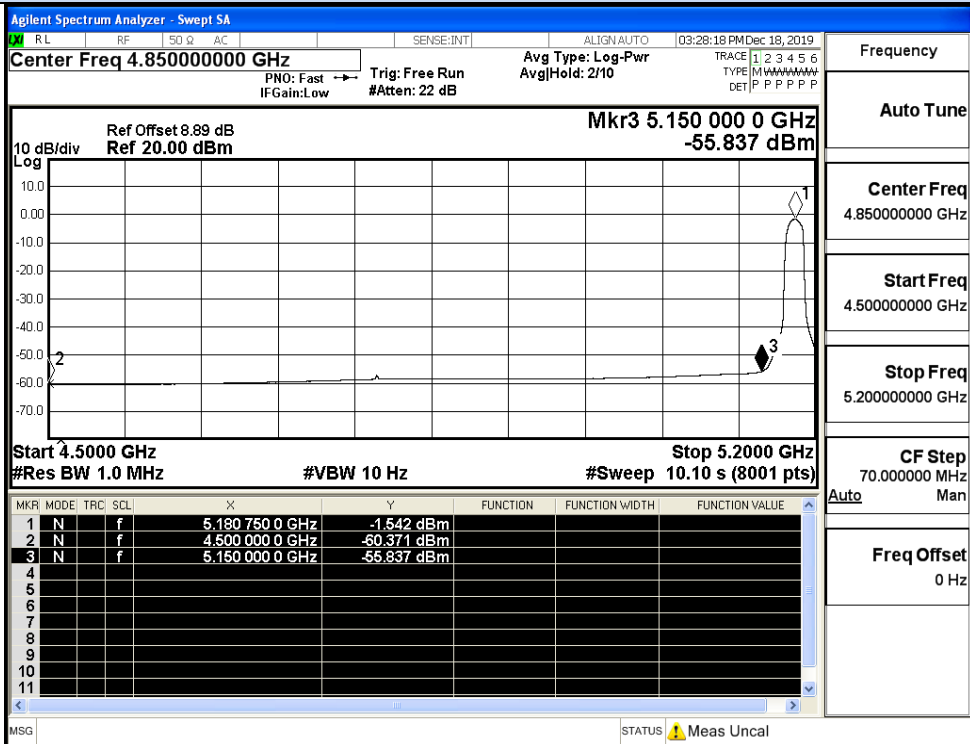 Agilent Spectrum Analyzer - Swept SA
LXI RL RF 50 Ω AC SENSE:INT ALIGN AUTO 03:28:18 PM Dec 18, 2019
Center Freq 4.850000000 GHz
PNO: Fast
IFGain:Low
Trig: Free Run
#Atten: 22 dB
Avg Type: Log-Pwr
Avg|Hold: 2/10
TRACE 1 2 3 4 5 6
TYPE M W W W W W
DET P P P P P P
Mkr3 5.150 000 0 GHz
-55.837 dBm
Ref Offset 8.89 dB
10 dB/div Ref 20.00 dBm
Log
10.0
0.00
-10.0
-20.0
-30.0
-40.0
-50.0
-60.0
-70.0
1
2
3
Start 4.5000 GHz Stop 5.2000 GHz
#Res BW 1.0 MHz #VBW 10 Hz #Sweep 10.10 s (8001 pts)
MKR MODE TRC SCL X Y FUNCTION FUNCTION WIDTH FUNCTION VALUE
1 N f 5.180 750 0 GHz -1.542 dBm
2 N f 4.500 000 0 GHz -60.371 dBm
3 N f 5.150 000 0 GHz -55.837 dBm
4
5
6
7
8
9
10
11
MSG STATUS Meas Uncal
Frequency
Auto Tune
Center Freq
4.850000000 GHz
Start Freq
4.500000000 GHz
Stop Freq
5.200000000 GHz
CF Step
70.000000 MHz
Auto Man
Freq Offset
0 Hz